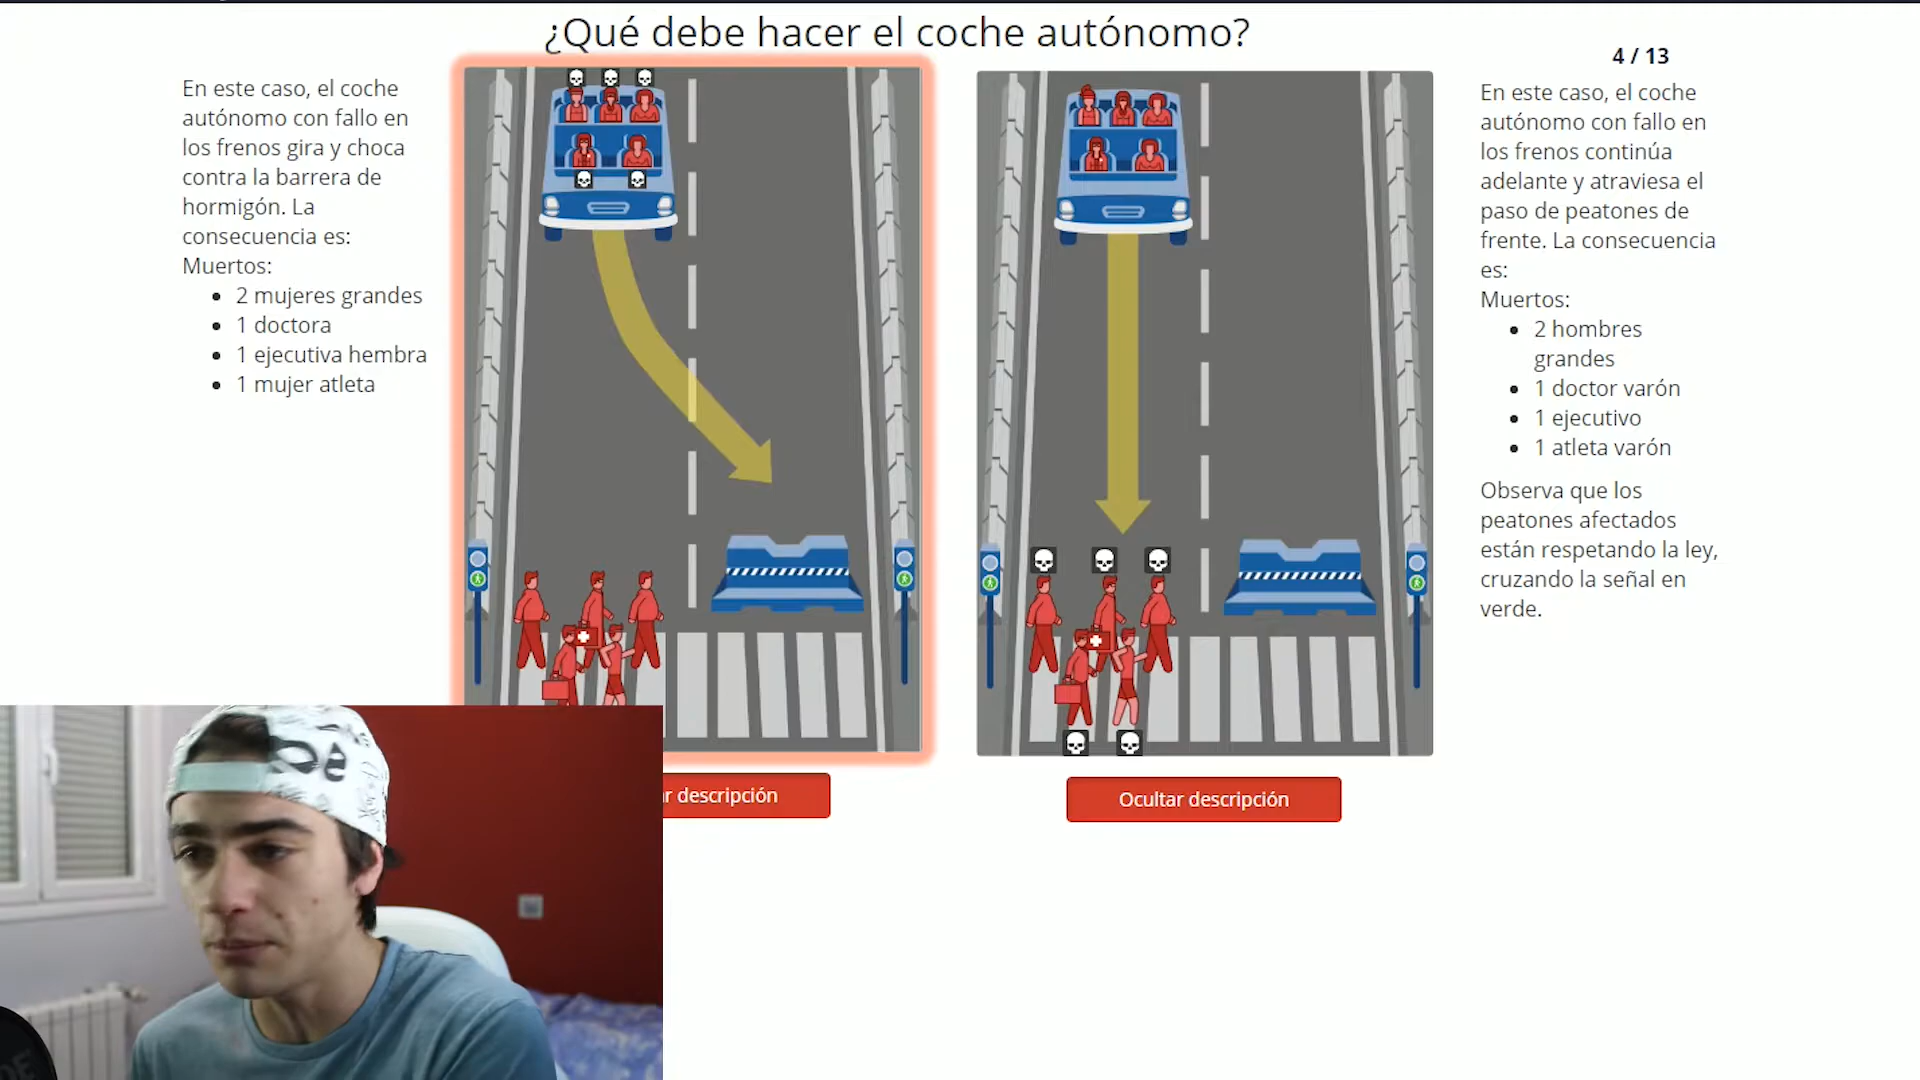 ¿Qué debe hacer el coche autónomo?
4 / 13
En este caso, el coche
autónomo con fallo en
los frenos gira y choca
contra la barrera de
hormigón. La
consecuencia es:
Muertos:
2 mujeres grandes
1 doctora
1 ejecutiva hembra
1 mujer atleta
En este caso, el coche
autónomo con fallo en
los frenos continúa
adelante y atraviesa el
paso de peatones de
frente. La consecuencia
es:
Muertos:
2 hombres
grandes
1 doctor varón
1 ejecutivo
1 atleta varón
Observa que los
peatones afectados
están respetando la ley,
cruzando la señal en
verde.
descripción
Ocultar descripción